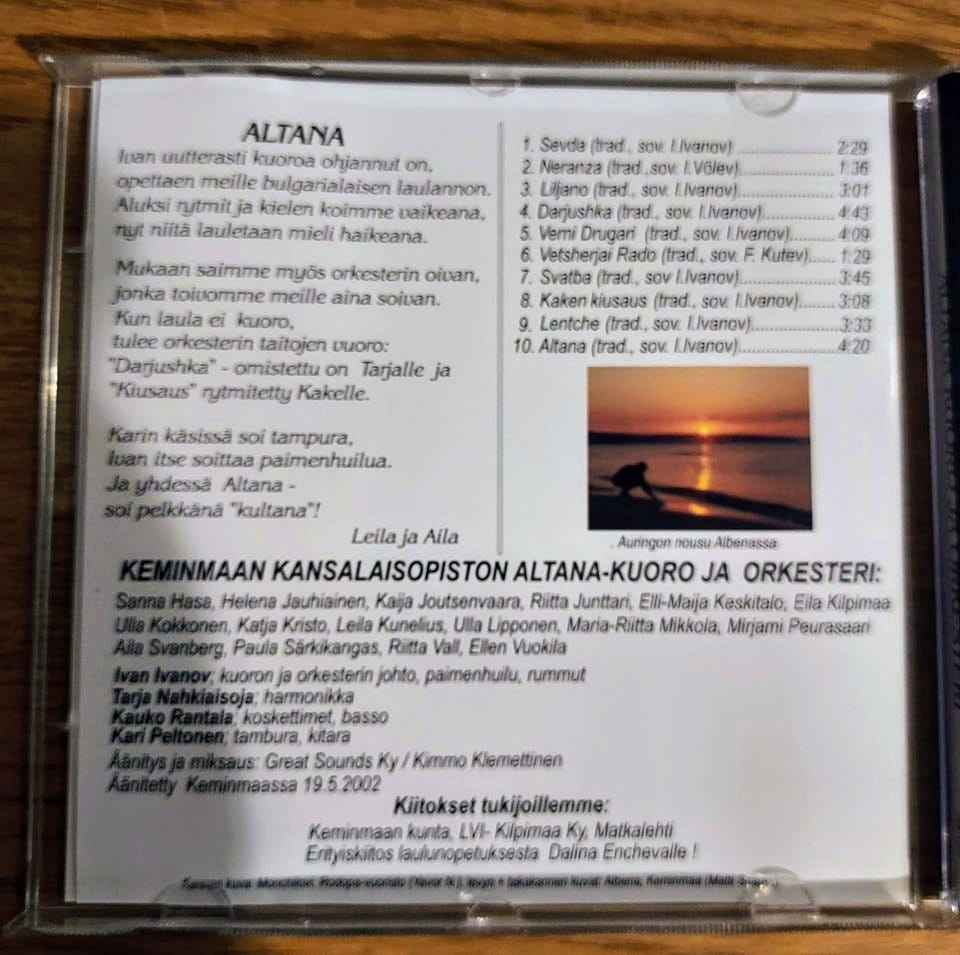 ALTANA
Ivan uutterasti kuoroa ohjannut on,
opettaen meille bulgarialaisen laulannon.
Aluksi rytmit ja kielen koimme vaikeana,
nyt niitä lauletaan mieli haikeana.
Mukaan saimme myös orkesterin oivan,
jonka toivomme meille aina soivan.
Kun laula ei kuoro,
tulee orkesterin taitojen vuoro:
"Darjushka" - omistettu on Tarjalle ja
"Kiusaus" rytmitetty Kakelle.
Karin käsissä soi tampura,
Ivan itse soittaa paimenhuilua.
Ja yhdessä Altana -
soi pelkkänä "kultana"!
Leila ja Aila
1. Sevda (trad., sov. I.Ivanov) ................ 2:29
2. Neranza (trad.,sov. I.Völev)............... 1:36
3. Liljano (trad., sov. I.Ivanov)............... 3:01
4. Darjushka (trad., sov. I.Ivanov)........... 4:43
5. Vemi Drugari (trad., sov. I.Ivanov)....... 4:09
6. Vetsherjai Rado (trad., sov. F. Kutev)..... 1:29
7. Svatba (trad., sov I.Ivanov)............... 3:45
8. Kaken kiusaus (trad., sov. I.Ivanov)...... 3:08
9. Lentche (trad., sov. I.Ivanov)................3:33
10. Altana (trad., sov. I.Ivanov)..................4:20
. Auringon nousu Albenassa
KEMINMAAN KANSALAISOPISTON ALTANA-KUORO JA ORKESTERI:
Sanna Hasa, Helena Jauhiainen, Kaija Joutsenvaara, Riitta Junttari, Elli-Maija Keskitalo, Eila Kilpimaa
Ulla Kokkonen, Katja Kristo, Leila Kunelius, Ulla Lipponen, Maria-Riitta Mikkola, Mirjami Peurasaari
Aila Svanberg, Paula Särkikangas, Riitta Vall, Ellen Vuokila
Ivan Ivanov; kuoron ja orkesterin johto, paimenhuilu, rummut
Tarja Nahkiaisoja; harmonikka
Kauko Rantala; koskettimet, basso
Kari Peltonen; tambura, kitara
Äänitys ja miksaus: Great Sounds Ky / Kimmo Klemettinen
Äänitetty Keminmaassa 19.5.2002
Kiitokset tukijoillemme:
Keminmaan kunta, LVI- Kilpimaa Ky, Matkalehti
Erityiskiitos laulunopetuksesta Dalina Enchevalle !
kuva: Rodopa-vuoristo levyn + takakannen kuvat: Albena, Keminmaa (Matti